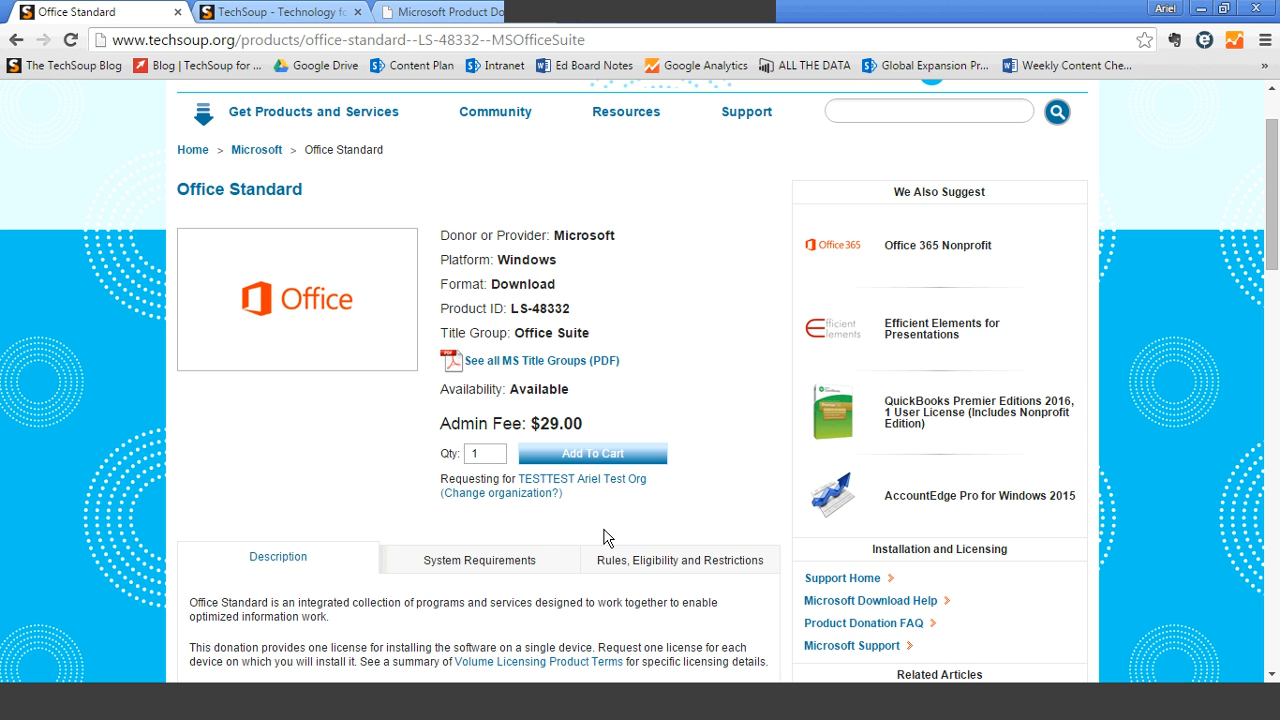 Office Standard
TechSoup - Technology fo
Microsoft Product Do
Ariel
www.techsoup.org/products/office-standard--LS-48332--MSOfficeSuite
The TechSoup Blog
Blog | TechSoup for ...
Google Drive
Content Plan
Intranet
Ed Board Notes
Google Analytics
ALL THE DATA
Global Expansion Pr...
Weekly Content Che...
»
Get Products and Services
Community
Resources
Support
Home > Microsoft > Office Standard
Office Standard
Office
Donor or Provider: Microsoft
Platform: Windows
Format: Download
Product ID: LS-48332
Title Group: Office Suite
See all MS Title Groups (PDF)
Availability: Available
Admin Fee: $29.00
Qty: 1 Add To Cart
Requesting for TESTTEST Ariel Test Org
(Change organization?)
Description
System Requirements
Rules, Eligibility and Restrictions
Office Standard is an integrated collection of programs and services designed to work together to enable
optimized information work.
This donation provides one license for installing the software on a single device. Request one license for each
device on which you will install it. See a summary of Volume Licensing Product Terms for specific licensing details.
We Also Suggest
Office 365
Office 365 Nonprofit
Efficient
Elements
Efficient Elements for
Presentations
QuickBooks Premier Editions 2016,
1 User License (Includes Nonprofit
Edition)
AccountEdge Pro for Windows 2015
Installation and Licensing
Support Home
Microsoft Download Help
Product Donation FAQ
Microsoft Support
Related Articles